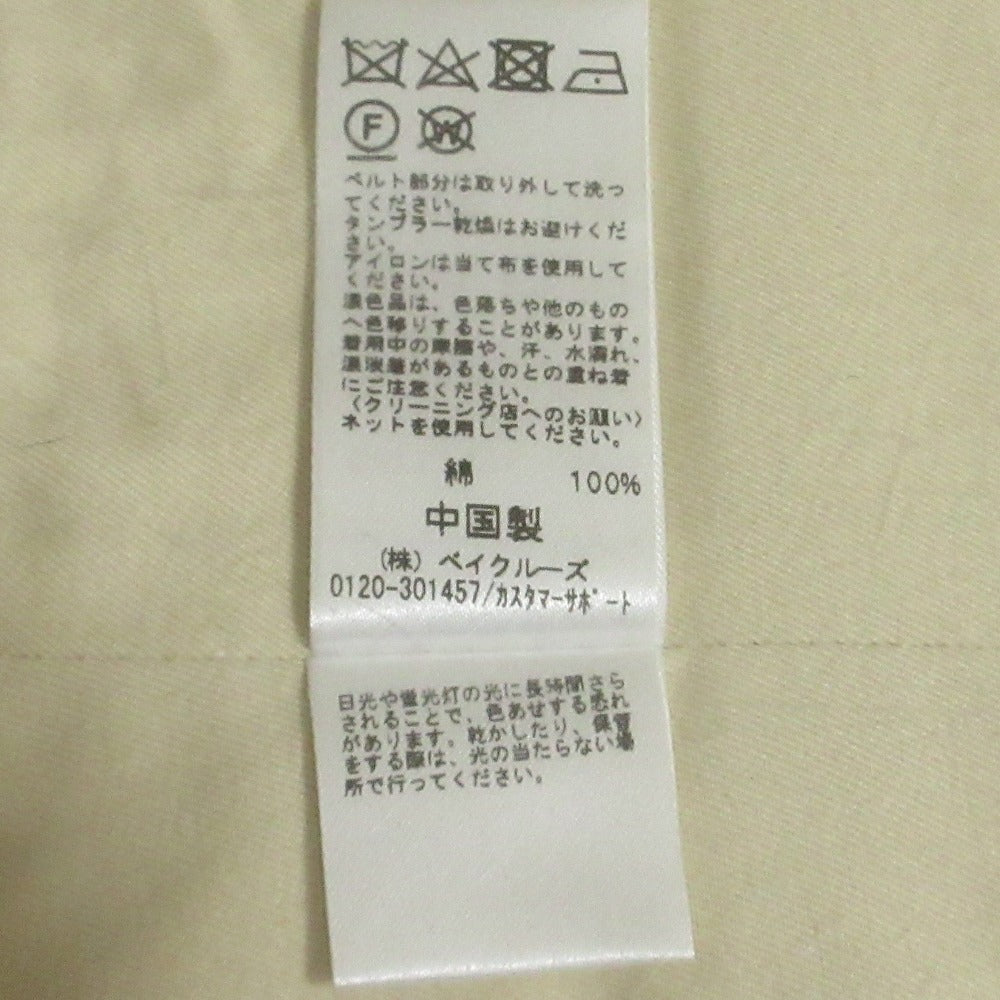 F W
ベルト部分は取り外して洗っ
てください。
タンブラー乾燥はお避けくだ
さい。
アイロンは当て布を使用して
ください。
濃色品は、色落ちや他のもの
へ色移りすることがあります。
着用中の摩擦や、汗、水濡れ、
濃淡差があるものとの重ね着
にご注意ください。
〈クリーニング店へのお願い〉
ネットを使用してください。
綿 100%
中国製
(株) ベイクルーズ
0120-301457/ｶｽﾀﾏｰｻﾎﾟｰﾄ
日光や蛍光灯の光に長時間さら
されることで、色あせする恐れ
があります。乾かしたり、保管
をする際は、光の当たらない場
所で行ってください。